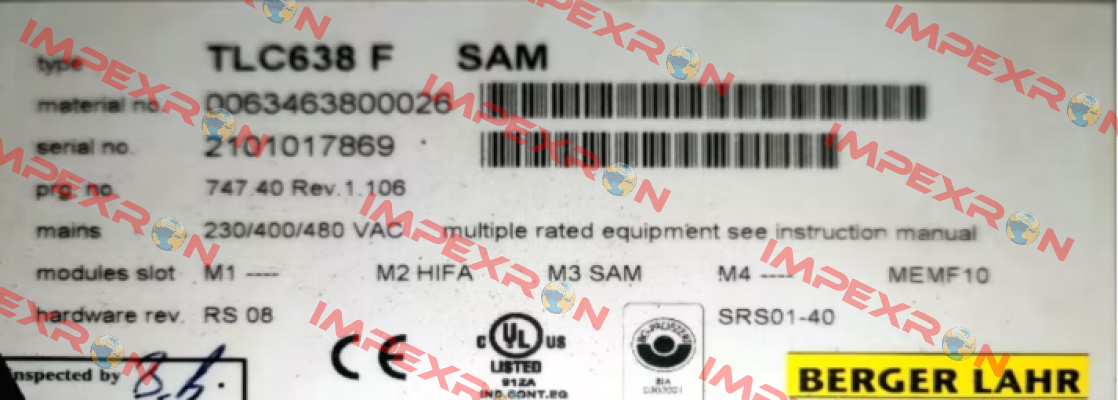 type TLC638 F SAM
material no. 0063463800026
serial no. 2101017869
prg. no. 747.40 Rev.1.106
mains 230/400/480 VAC multiple rated equipment see instruction manual
modules slot M1 ---- M2 HIFA M3 SAM M4 ---- MEMF10
hardware rev. RS 08 SRS01-40
CE
C UL US
LISTED
91ZA
IND.CONT.EQ
inspected by
BERGER LAHR
IMPEXRON